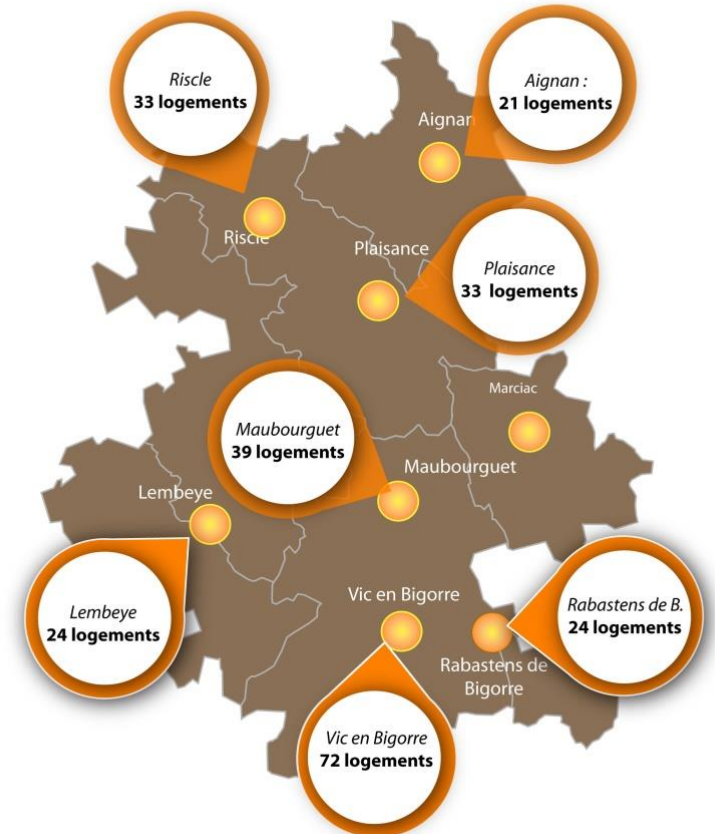 Riscle
33 logements
Aignan :
21 logements
Aignan
Riscle
Plaisance
Plaisance
33 logements
Marciac
Maubourguet
39 logements
Maubourguet
Lembeye
Lembeye
24 logements
Vic en Bigorre
Rabastens de B.
24 logements
Rabastens de
Bigorre
Vic en Bigorre
72 logements